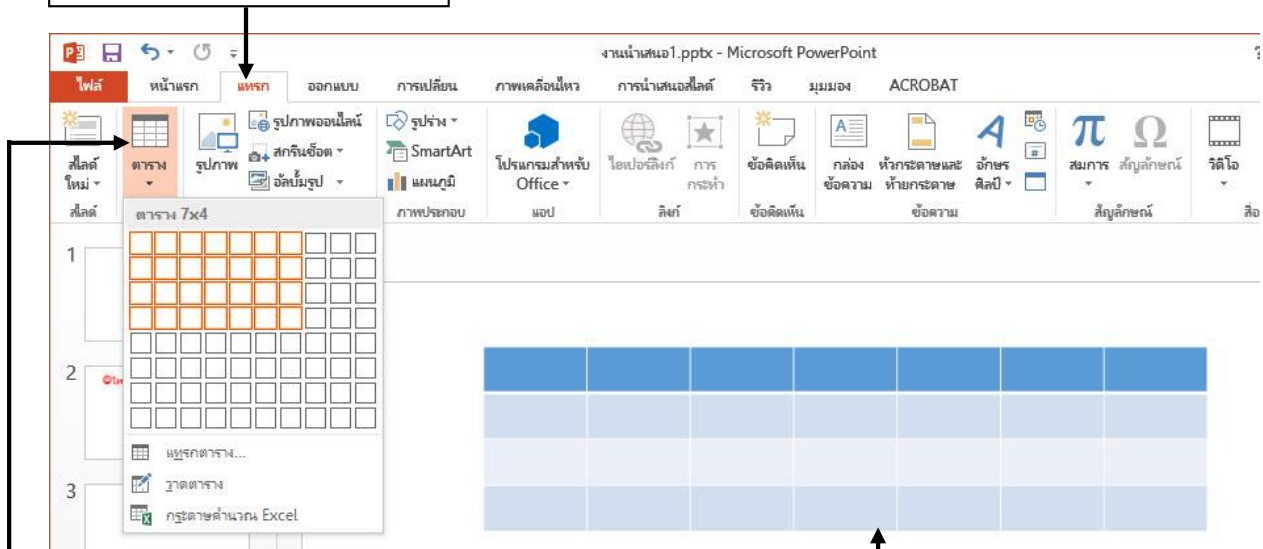 งานนำเสนอ1.pptx - Microsoft PowerPoint
?
ไฟล์ หน้าแรก แทรก ออกแบบ การเปลี่ยน ภาพเคลื่อนไหว การนำเสนอสไลด์ รีวิว มุมมอง ACROBAT
สไลด์ใหม่
ตาราง
รูปภาพ
รูปภาพออนไลน์
สกรีนช็อต
อัลบั้มรูป
รูปร่าง
SmartArt
แผนภูมิ
โปรแกรมสำหรับ
Office
ไฮเปอร์ลิงก์
การ
กระทำ
ข้อคิดเห็น
กล่อง
ข้อความ
หัวกระดาษและ
ท้ายกระดาษ
อักษร
ศิลป์
สมการ
สัญลักษณ์
วิดีโอ
สไลด์
ภาพประกอบ
แอป
ลิงก์
ข้อคิดเห็น
ข้อความ
สัญลักษณ์
ตาราง 7x4
1
2
3
แทรกตาราง...
วาดตาราง
กระดาษคำนวณ Excel